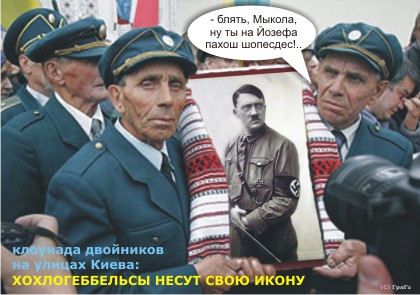 - блять, Мыкола,
ну ты на Йозефа
пахош шопесдес!..
клоунада двойников
на улицах Киева:
ХОХЛОГЕББЕЛЬСЫ НЕСУТ СВОЮ ИКОНУ
(C) ГраГа